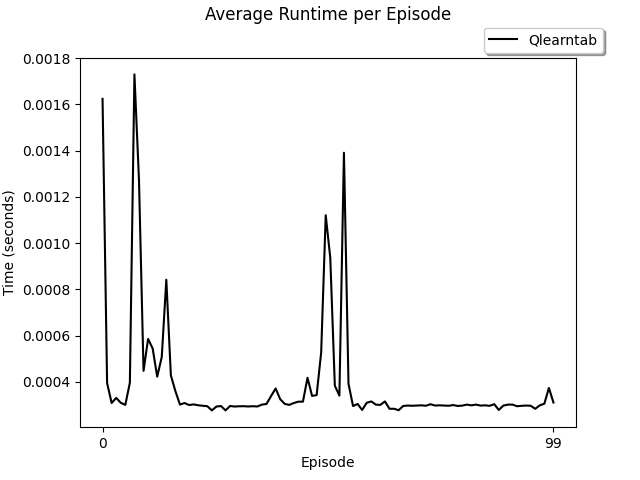 Average Runtime per Episode
Qlearntab
0.0018
0.0016
0.0014
0.0012
0.0010
0.0008
0.0006
0.0004
Time (seconds)
0
99
Episode